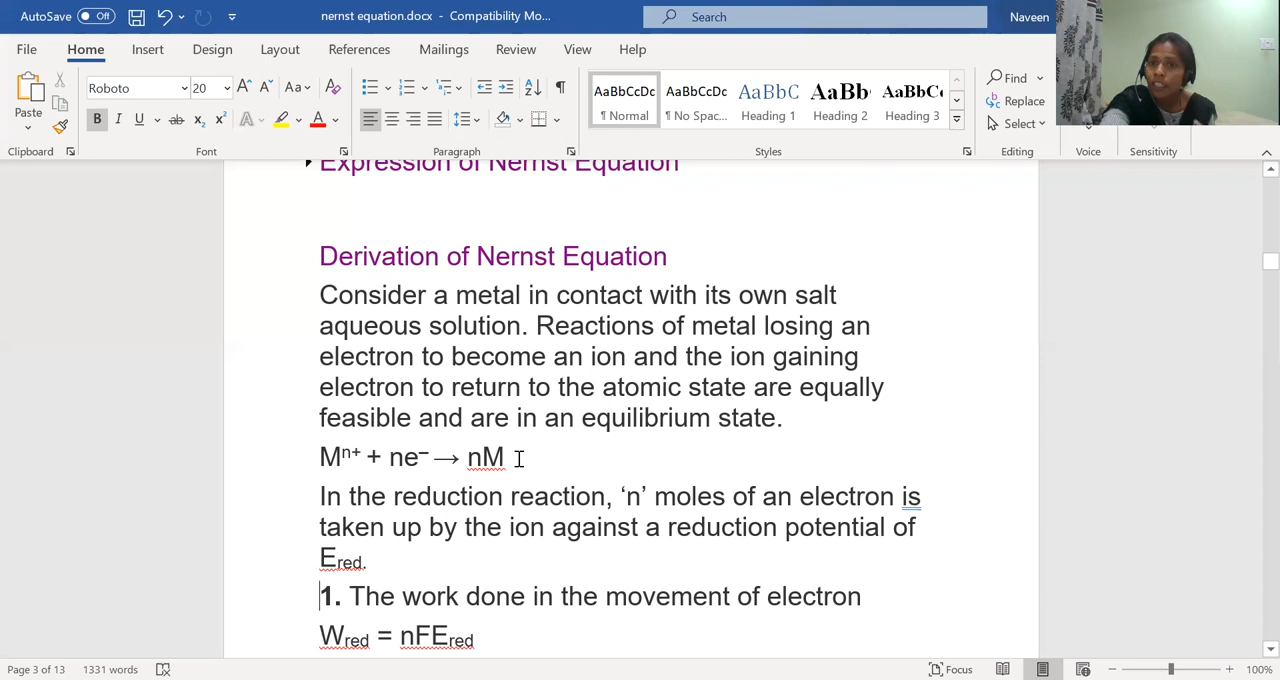 AutoSave Off nernst equation.docx - Compatibility Mo... Search Naveen
File Home Insert Design Layout References Mailings Review View Help
Roboto 20 Aa AaBbCcDc AaBbCcDc AaBbC AaBb AaBbC Find
Paste B I U ab x₂ x² A A Normal No Spac... Heading 1 Heading 2 Heading 3 Replace
Select
Clipboard Font Paragraph Styles Editing Voice Sensitivity
Expression of Nernst Equation
Derivation of Nernst Equation
Consider a metal in contact with its own salt
aqueous solution. Reactions of metal losing an
electron to become an ion and the ion gaining
electron to return to the atomic state are equally
feasible and are in an equilibrium state.
Mⁿ⁺ + ne⁻ → nM
In the reduction reaction, ‘n’ moles of an electron is
taken up by the ion against a reduction potential of
Ered.
1. The work done in the movement of electron
Wred = nFEred
Page 3 of 13 1331 words Focus 100%